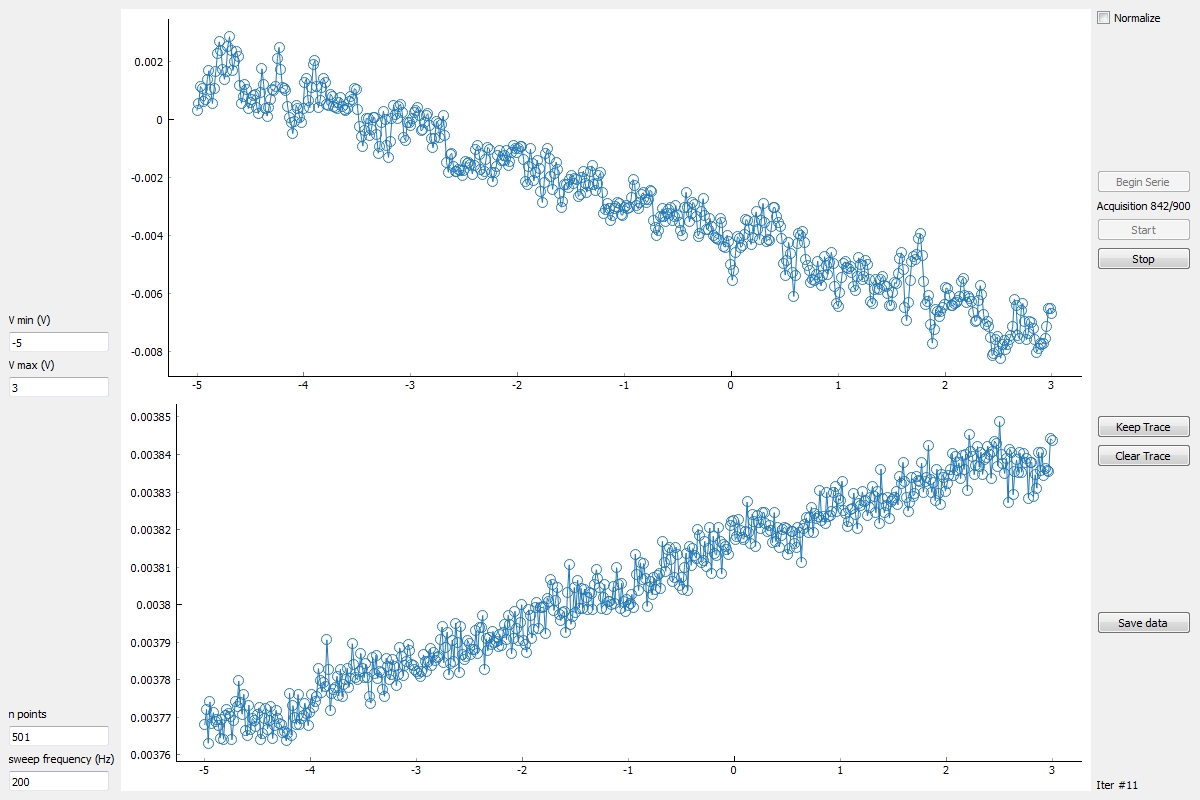 Normalize
0.002
0
-0.002
-0.004
-0.006
-0.008
-5 -4 -3 -2 -1 0 1 2 3
Begin Serie
Acquisition 842/900
Start
Stop
V min (V)
-5
V max (V)
3
0.00385
0.00384
0.00383
0.00382
0.00381
0.0038
0.00379
0.00378
0.00377
0.00376
-5 -4 -3 -2 -1 0 1 2 3
Keep Trace
Clear Trace
Save data
n points
501
sweep frequency (Hz)
200
Iter #11